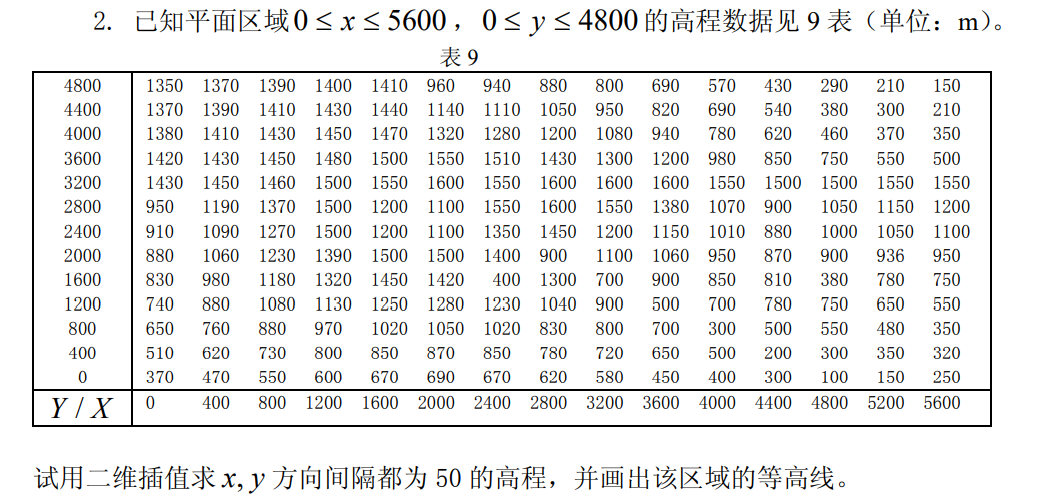 2. 已知平面区域0 ≤ x ≤ 5600，0 ≤ y ≤ 4800的高程数据见9表（单位：m）。
表9
4800 1350 1370 1390 1400 1410 960 940 880 800 690 570 430 290 210 150
4400 1370 1390 1410 1430 1440 1140 1110 1050 950 820 690 540 380 300 210
4000 1380 1410 1430 1450 1470 1320 1280 1200 1080 940 780 620 460 370 350
3600 1420 1430 1450 1480 1500 1550 1510 1430 1300 1200 980 850 750 550 500
3200 1430 1450 1460 1500 1550 1600 1550 1600 1600 1600 1550 1500 1500 1550 1550
2800 950 1190 1370 1500 1200 1100 1550 1600 1550 1380 1070 900 1050 1150 1200
2400 910 1090 1270 1500 1200 1100 1350 1450 1200 1150 1010 880 1000 1050 1100
2000 880 1060 1230 1390 1500 1500 1400 900 1100 1060 950 870 900 936 950
1600 830 980 1180 1320 1450 1420 400 1300 700 900 850 810 380 780 750
1200 740 880 1080 1130 1250 1280 1230 1040 900 500 700 780 750 650 550
800 650 760 880 970 1020 1050 1020 830 800 700 300 500 550 480 350
400 510 620 730 800 850 870 850 780 720 650 500 200 300 350 320
0 370 470 550 600 670 690 670 620 580 450 400 300 100 150 250
Y / X 0 400 800 1200 1600 2000 2400 2800 3200 3600 4000 4400 4800 5200 5600
试用二维插值求x, y方向间隔都为50的高程，并画出该区域的等高线。